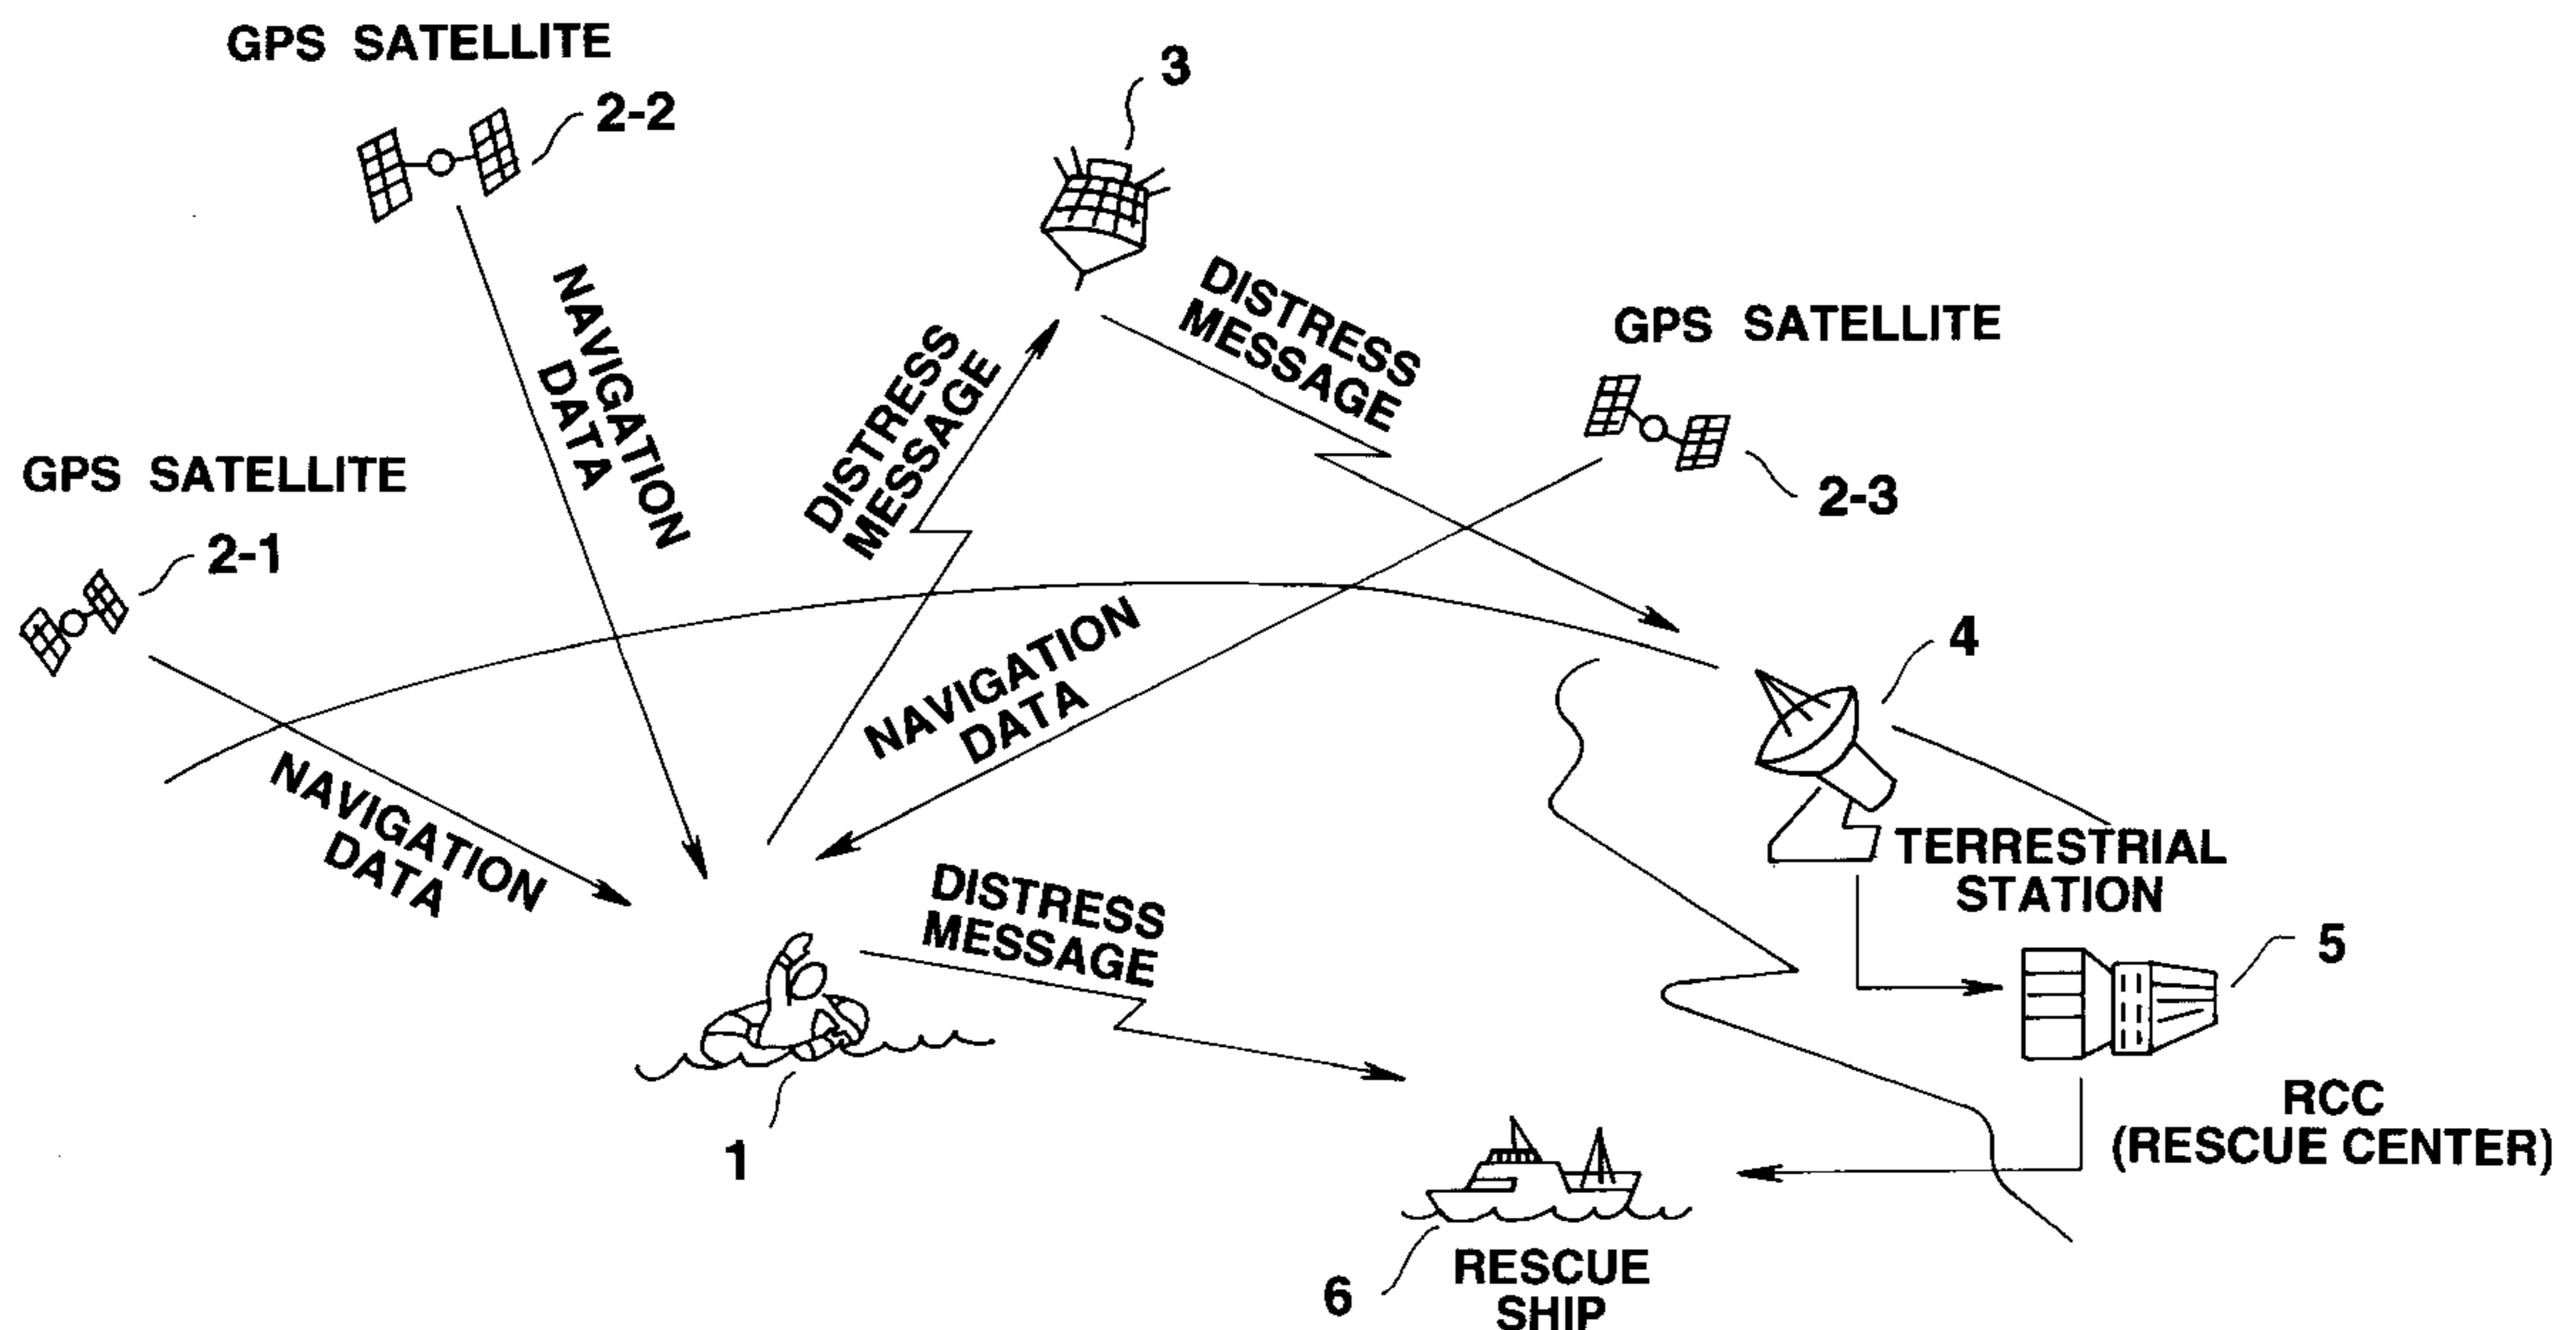 GPS SATELLITE
2-2
3
NAVIGATION
DATA
DISTRESS
MESSAGE
DISTRESS
MESSAGE
GPS SATELLITE
2-3
GPS SATELLITE
2-1
NAVIGATION
DATA
NAVIGATION
DATA
4
TERRESTRIAL
STATION
DISTRESS
MESSAGE
5
1
RCC
(RESCUE CENTER)
6
RESCUE
SHIP